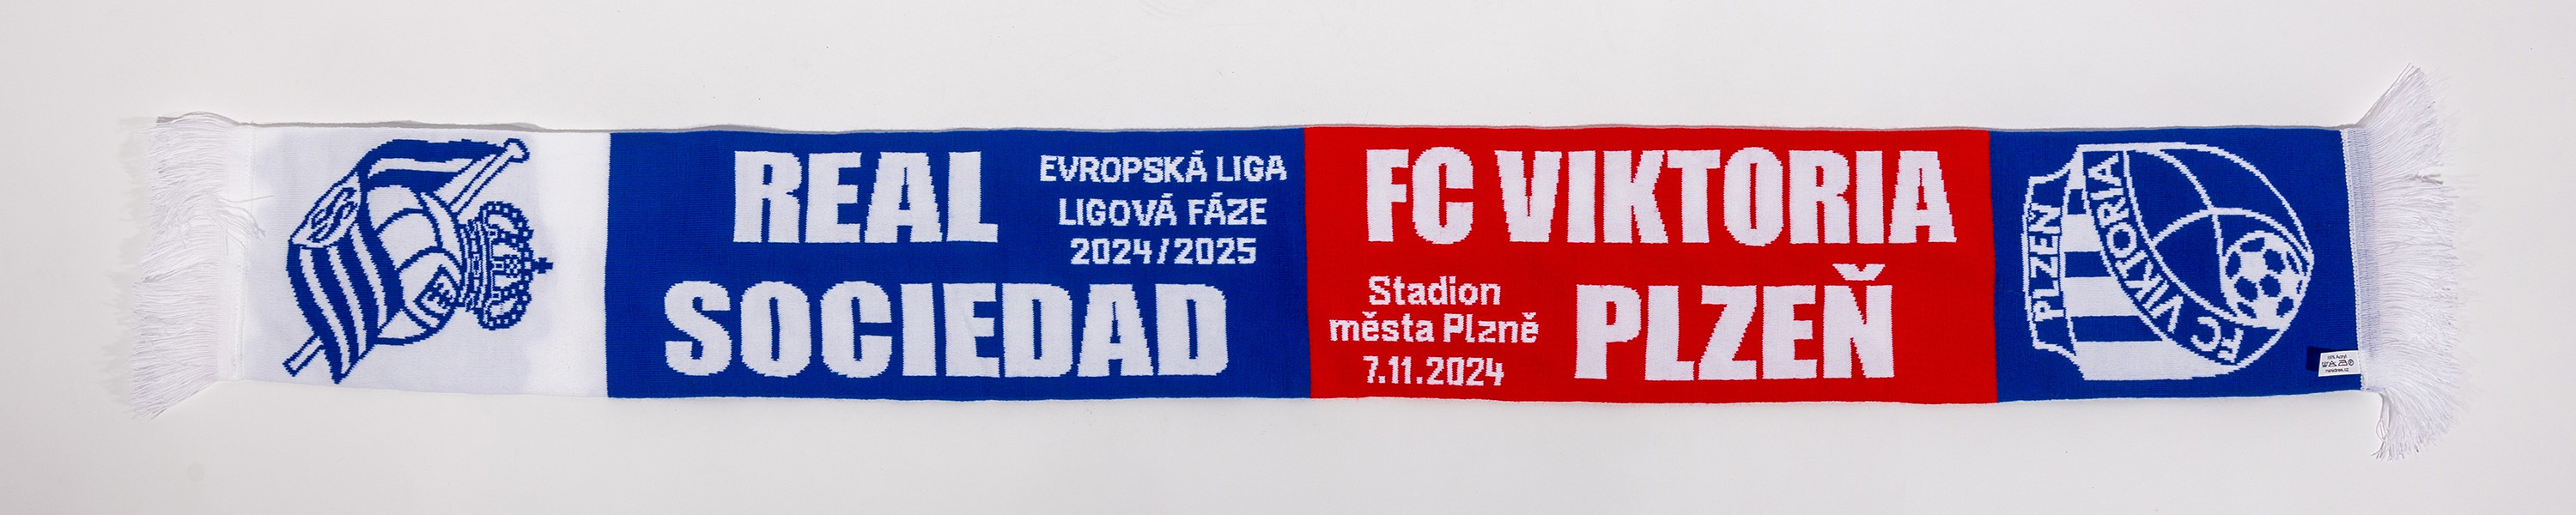 REAL
SOCIEDAD
EVROPSKÁ LIGA
LIGOVÁ FÁZE
2024/2025
FC VIKTORIA
PLZEŇ
Stadion
města Plzně
7.11.2024
PLZEŇ
FC VIKTORIA